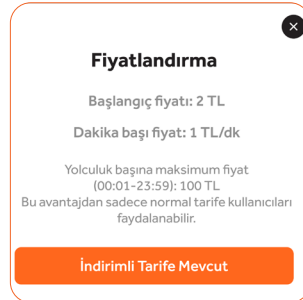 Fiyatlandırma
Başlangıç fiyatı: 2 TL
Dakika başı fiyat: 1 TL/dk
Yolculuk başına maksimum fiyat
(00:01-23:59): 100 TL
Bu avantajdan sadece normal tarife kullanıcıları
faydalanabilir.
İndirimli Tarife Mevcut